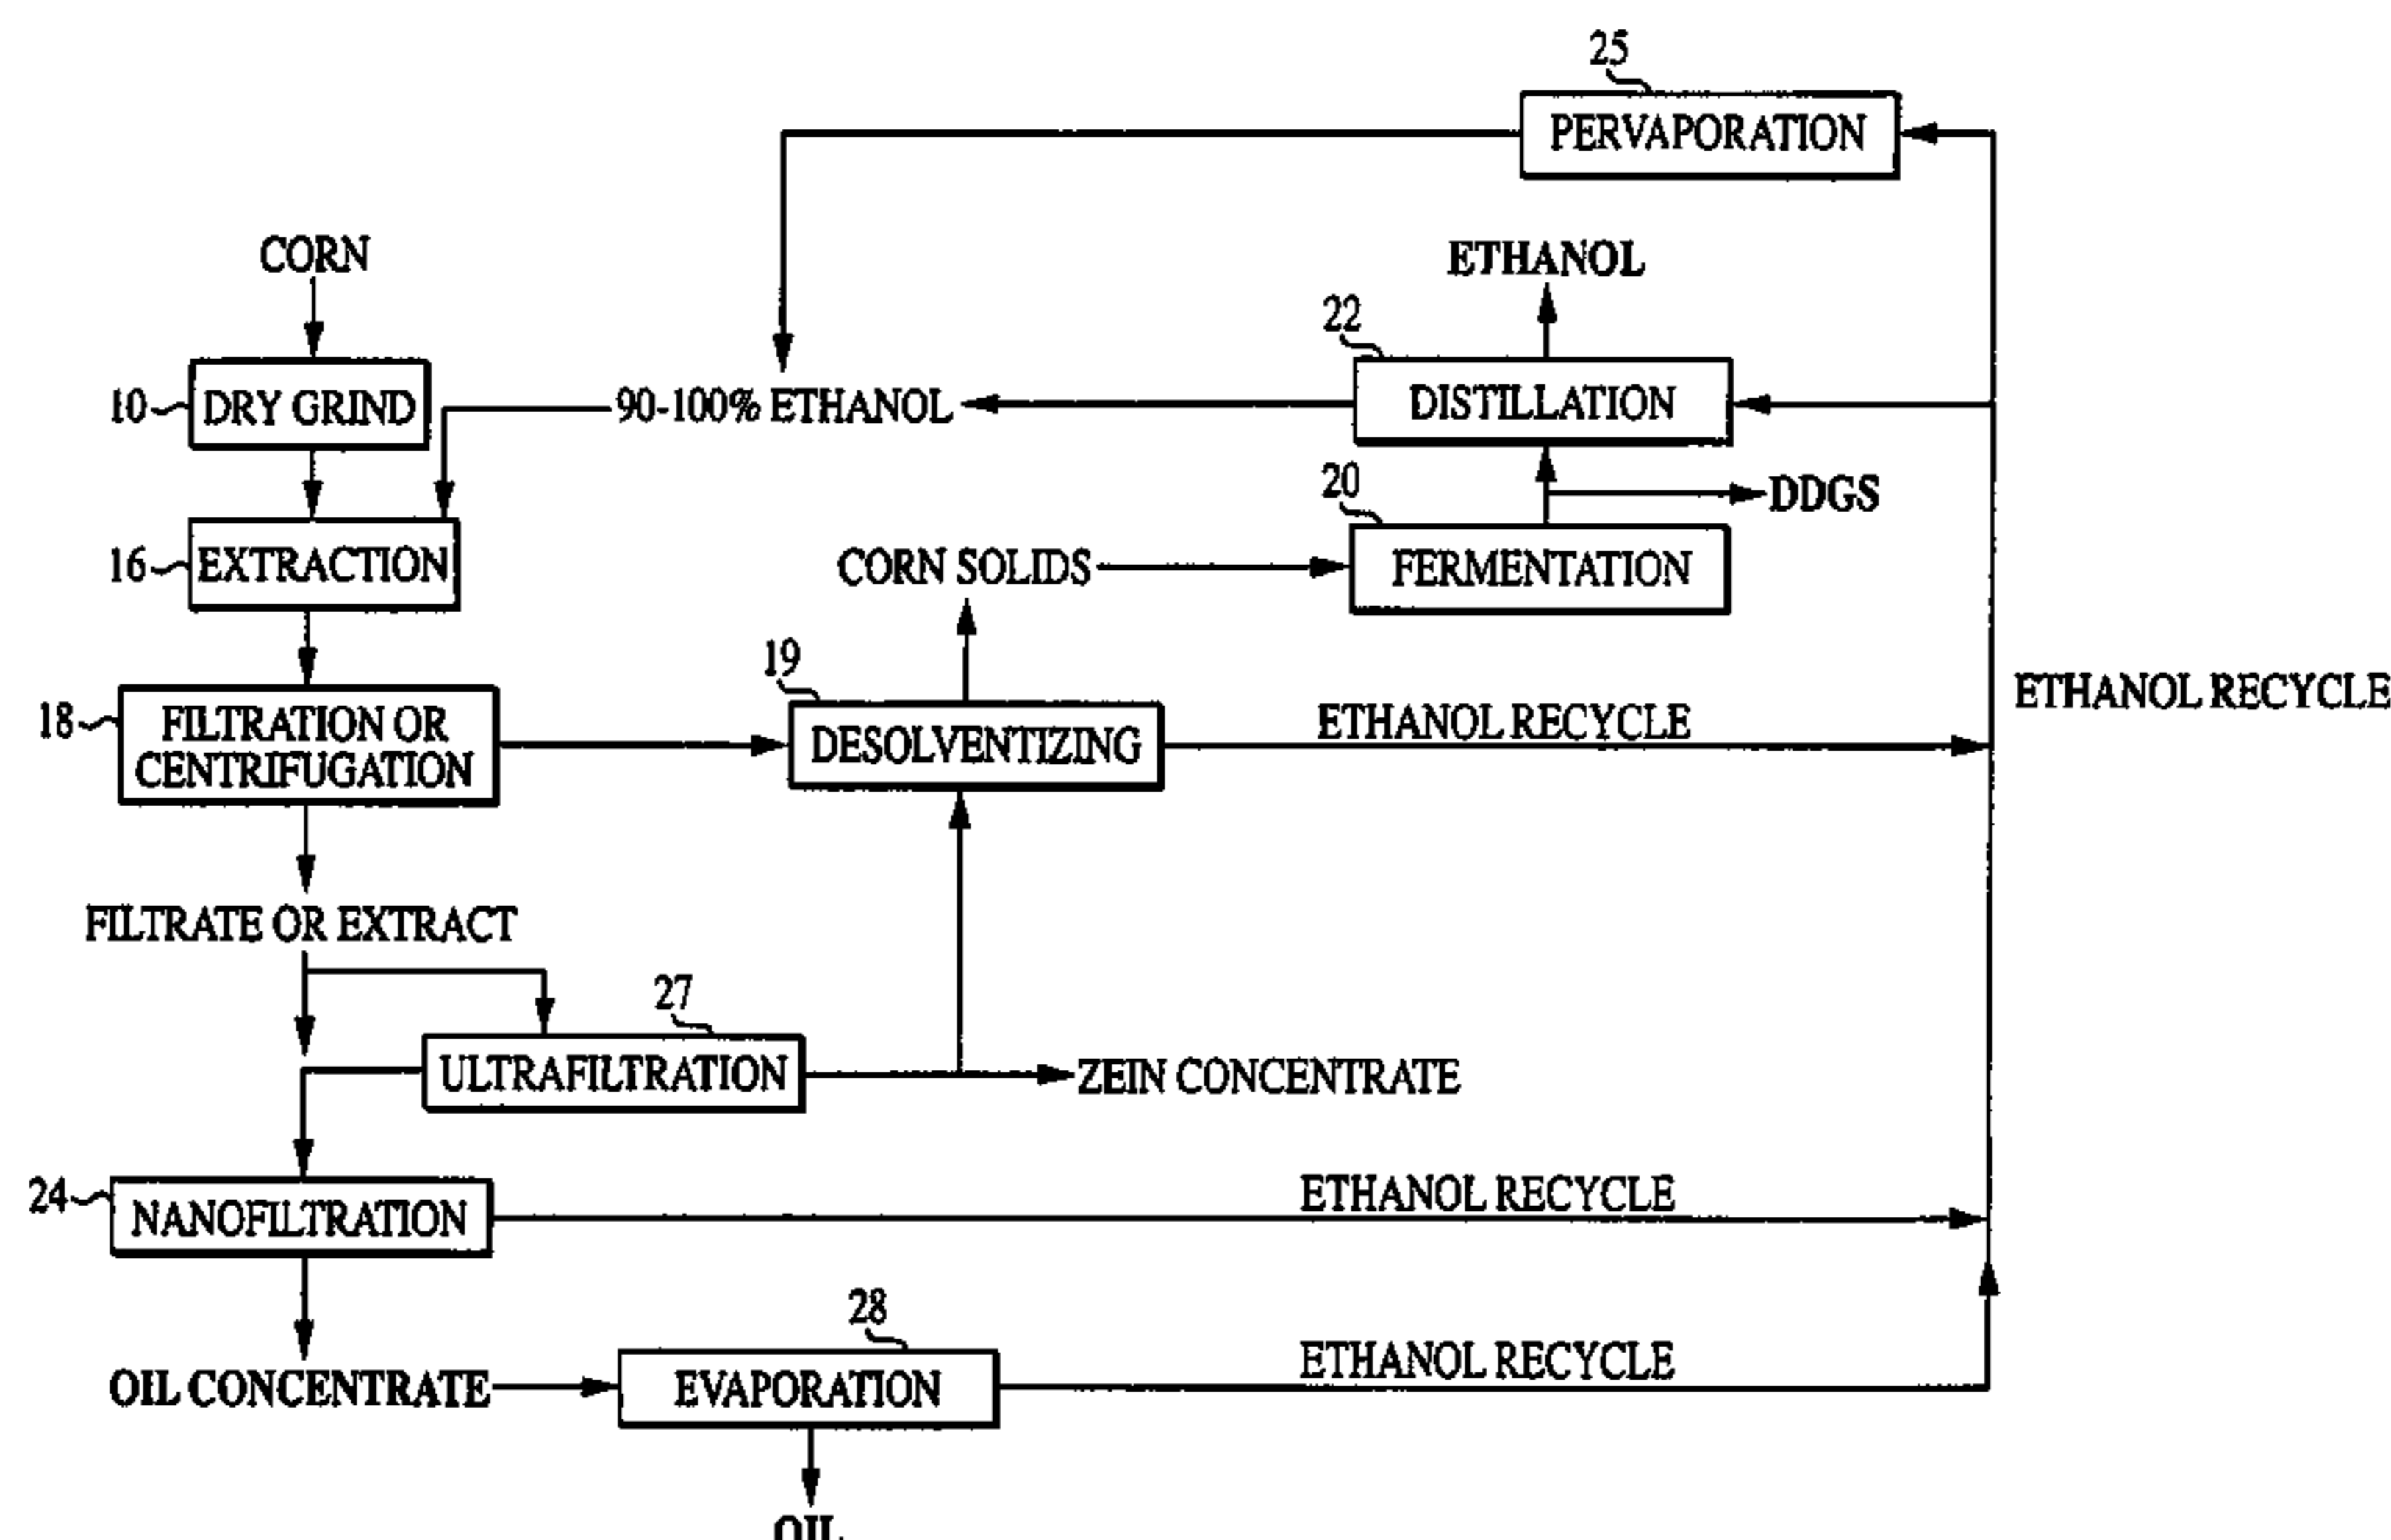 25
PERVAPORATION
CORN
ETHANOL
22
10
DRY GRIND
90-100% ETHANOL
DISTILLATION
20
DDGS
16
EXTRACTION
CORN SOLIDS
FERMENTATION
19
ETHANOL RECYCLE
18
FILTRATION OR
CENTRIFUGATION
DESOLVENTIZING
ETHANOL RECYCLE
FILTRATE OR EXTRACT
27
ULTRAFILTRATION
ZEIN CONCENTRATE
24
NANOFILTRATION
ETHANOL RECYCLE
28
OIL CONCENTRATE
EVAPORATION
ETHANOL RECYCLE
OIL